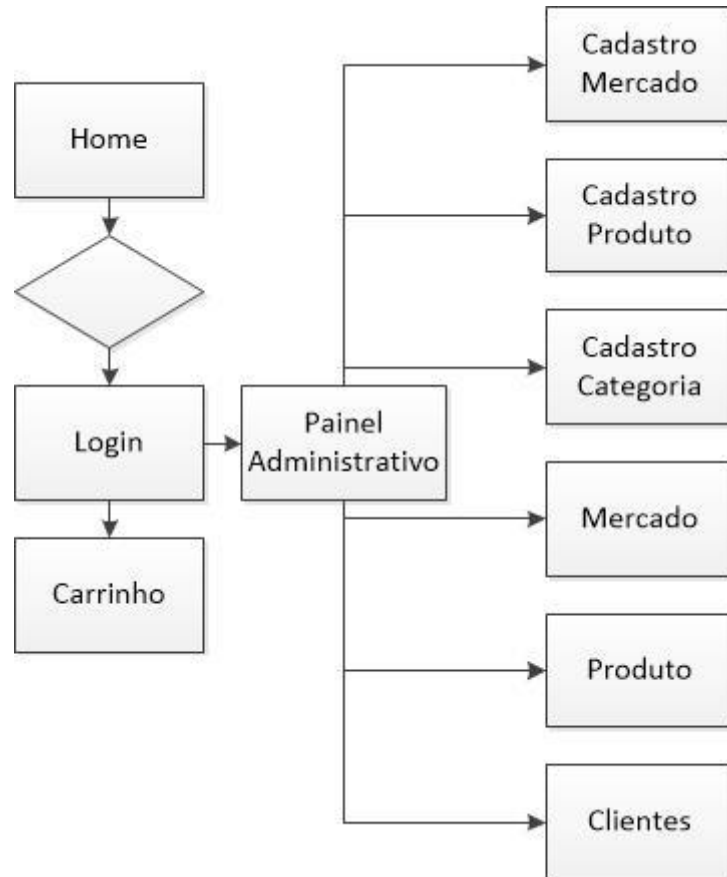 Home
Login
Carrinho
Painel
Administrativo
Cadastro
Mercado
Cadastro
Produto
Cadastro
Categoria
Mercado
Produto
Clientes